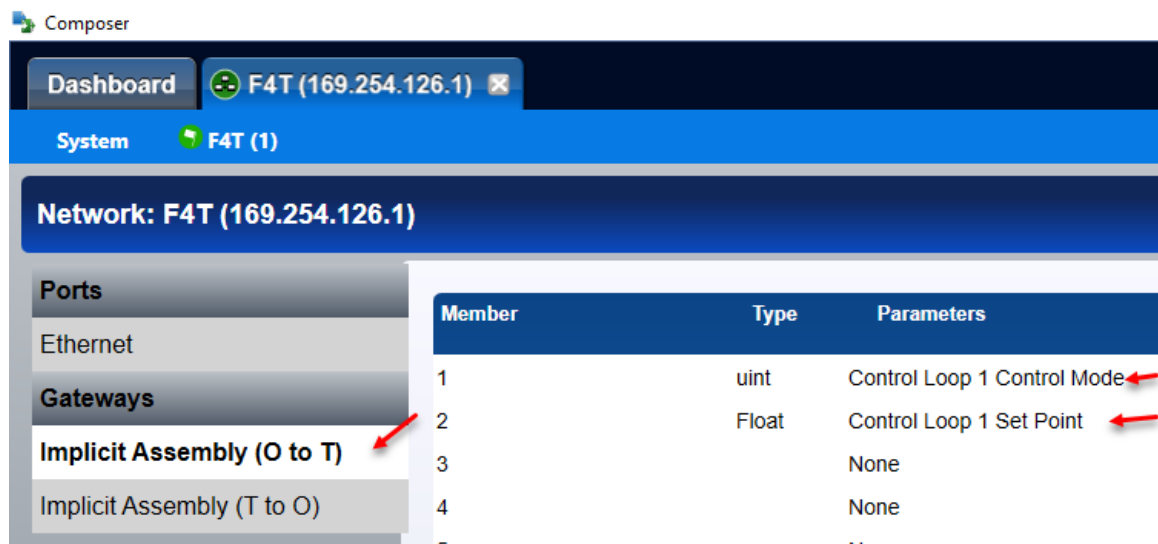 Composer
Dashboard F4T (169.254.126.1)
System F4T (1)
Network: F4T (169.254.126.1)
Ports
Ethernet
Gateways
Implicit Assembly (O to T)
Implicit Assembly (T to O)
Member Type Parameters
1 uint Control Loop 1 Control Mode
2 Float Control Loop 1 Set Point
3 None
4 None